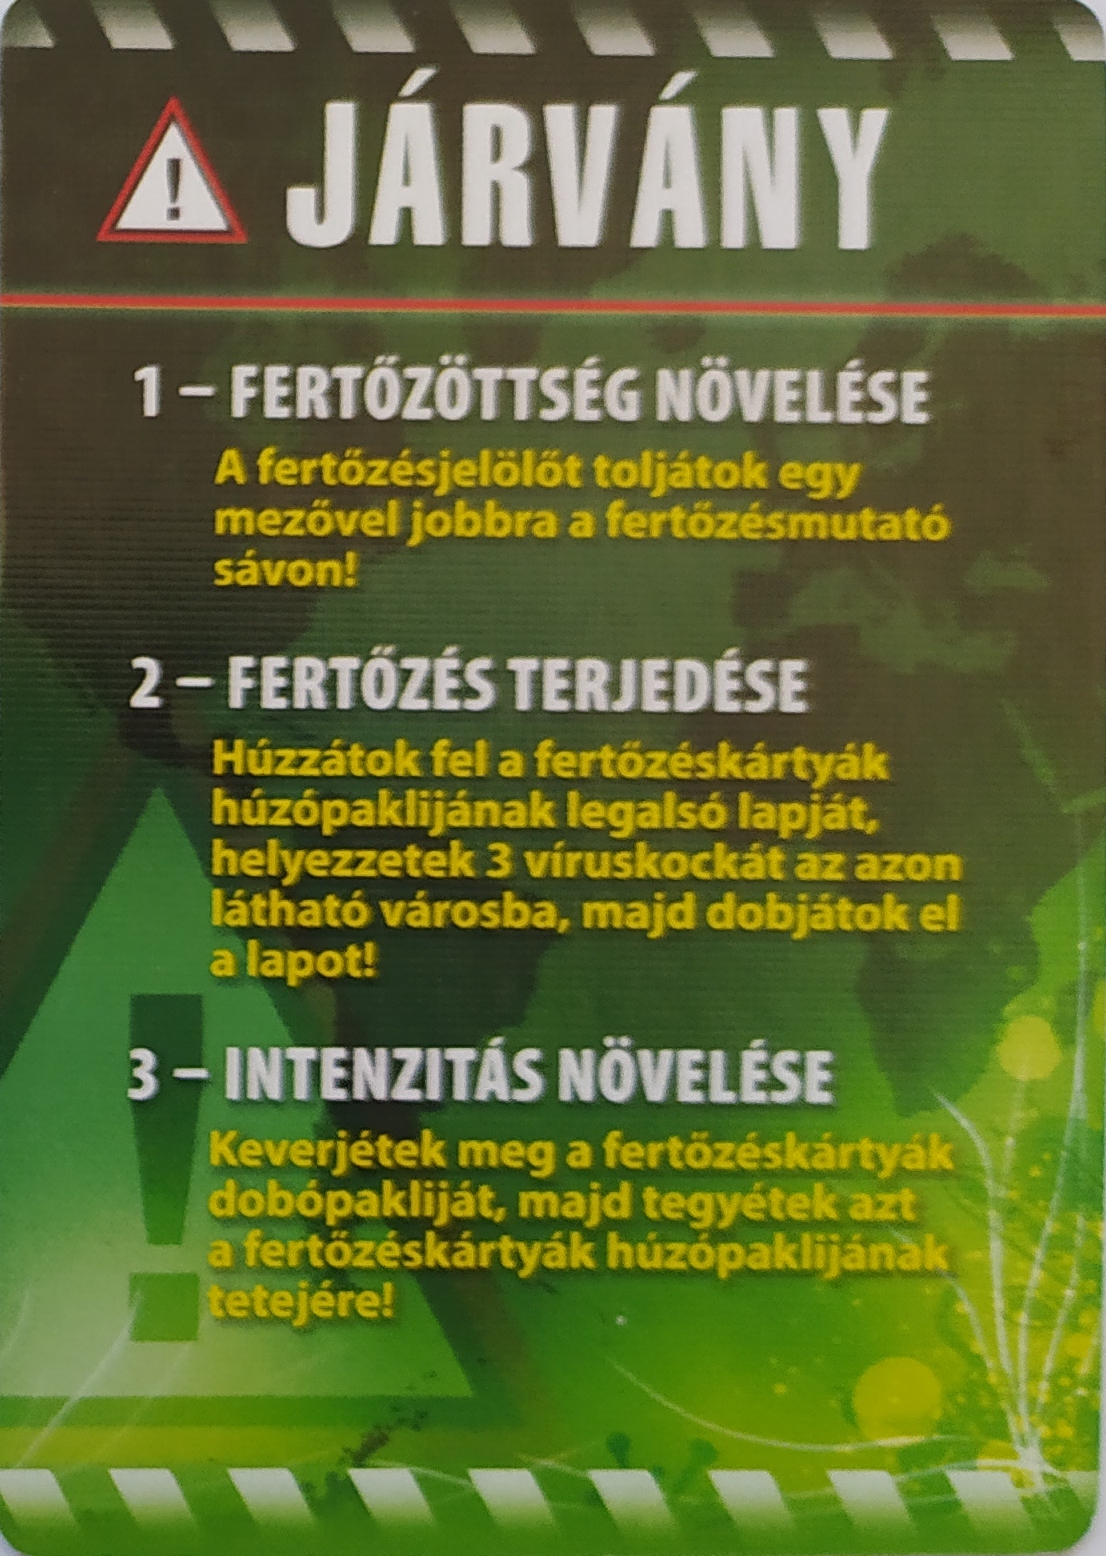 JÁRVÁNY
1 – FERTŐZÖTTSÉG NÖVELÉSE
A fertőzésjelölőt toljátok egy
mezővel jobbra a fertőzésmutató
sávon!
2 – FERTŐZÉS TERJEDÉSE
Húzzátok fel a fertőzéskártyák
húzópaklijának legalsó lapját,
helyezzetek 3 víruskockát az azon
látható városba, majd dobjátok el
a lapot!
3 – INTENZITÁS NÖVELÉSE
Keverjétek meg a fertőzéskártyák
dobópakliját, majd tegyétek azt
a fertőzéskártyák húzópaklijának
tetejére!